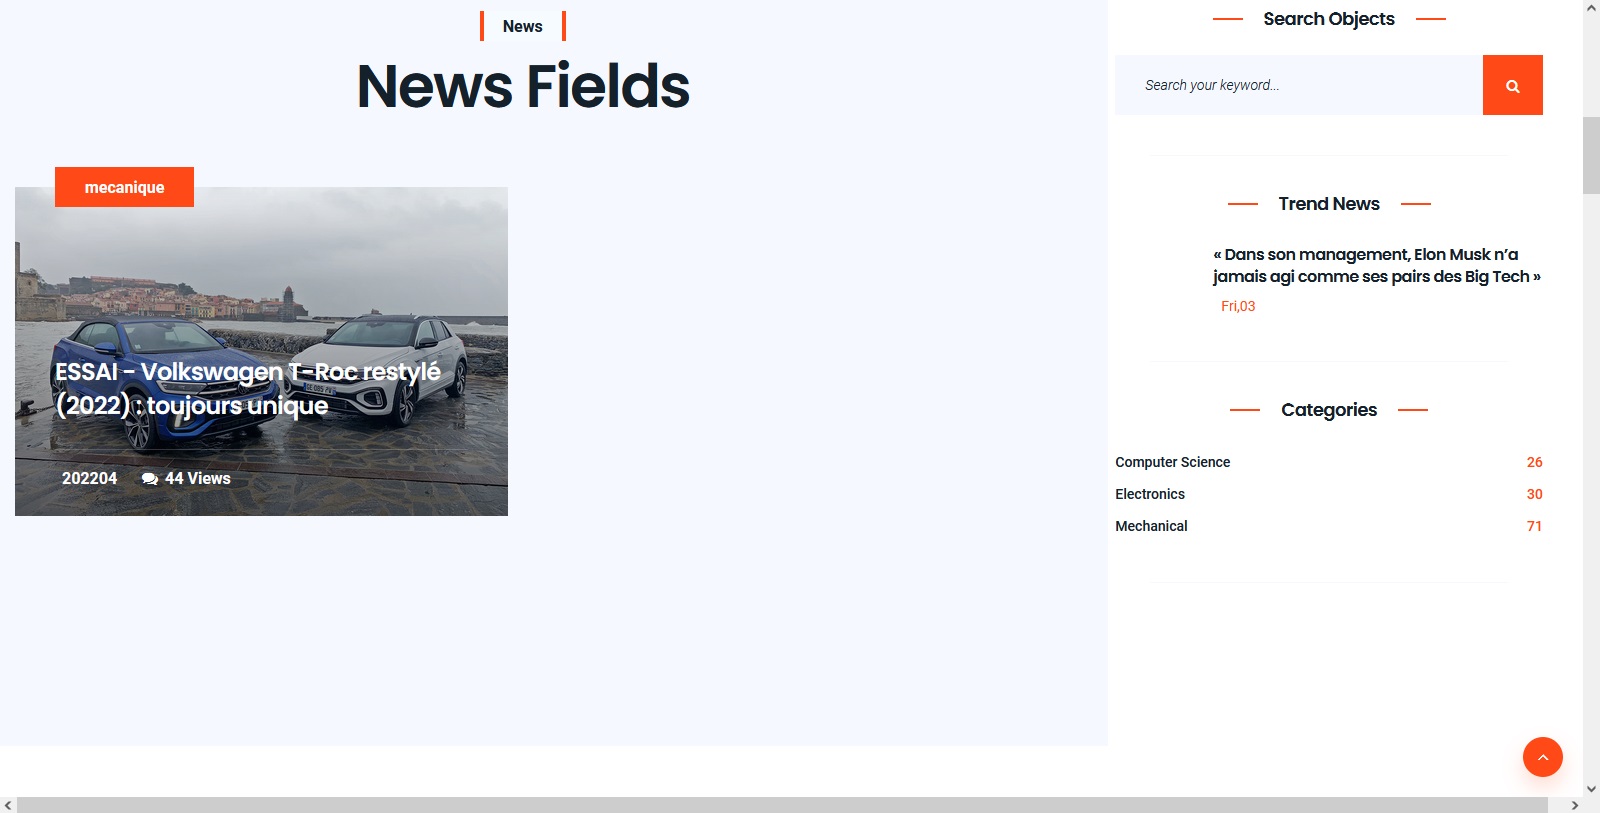 News
News Fields
mecanique
ESSAI - Volkswagen T-Roc restylé
(2022) : toujours unique
202204 44 Views
Search Objects
Search your keyword...
Trend News
« Dans son management, Elon Musk n’a
jamais agi comme ses pairs des Big Tech »
Fri,03
Categories
Computer Science 26
Electronics 30
Mechanical 71